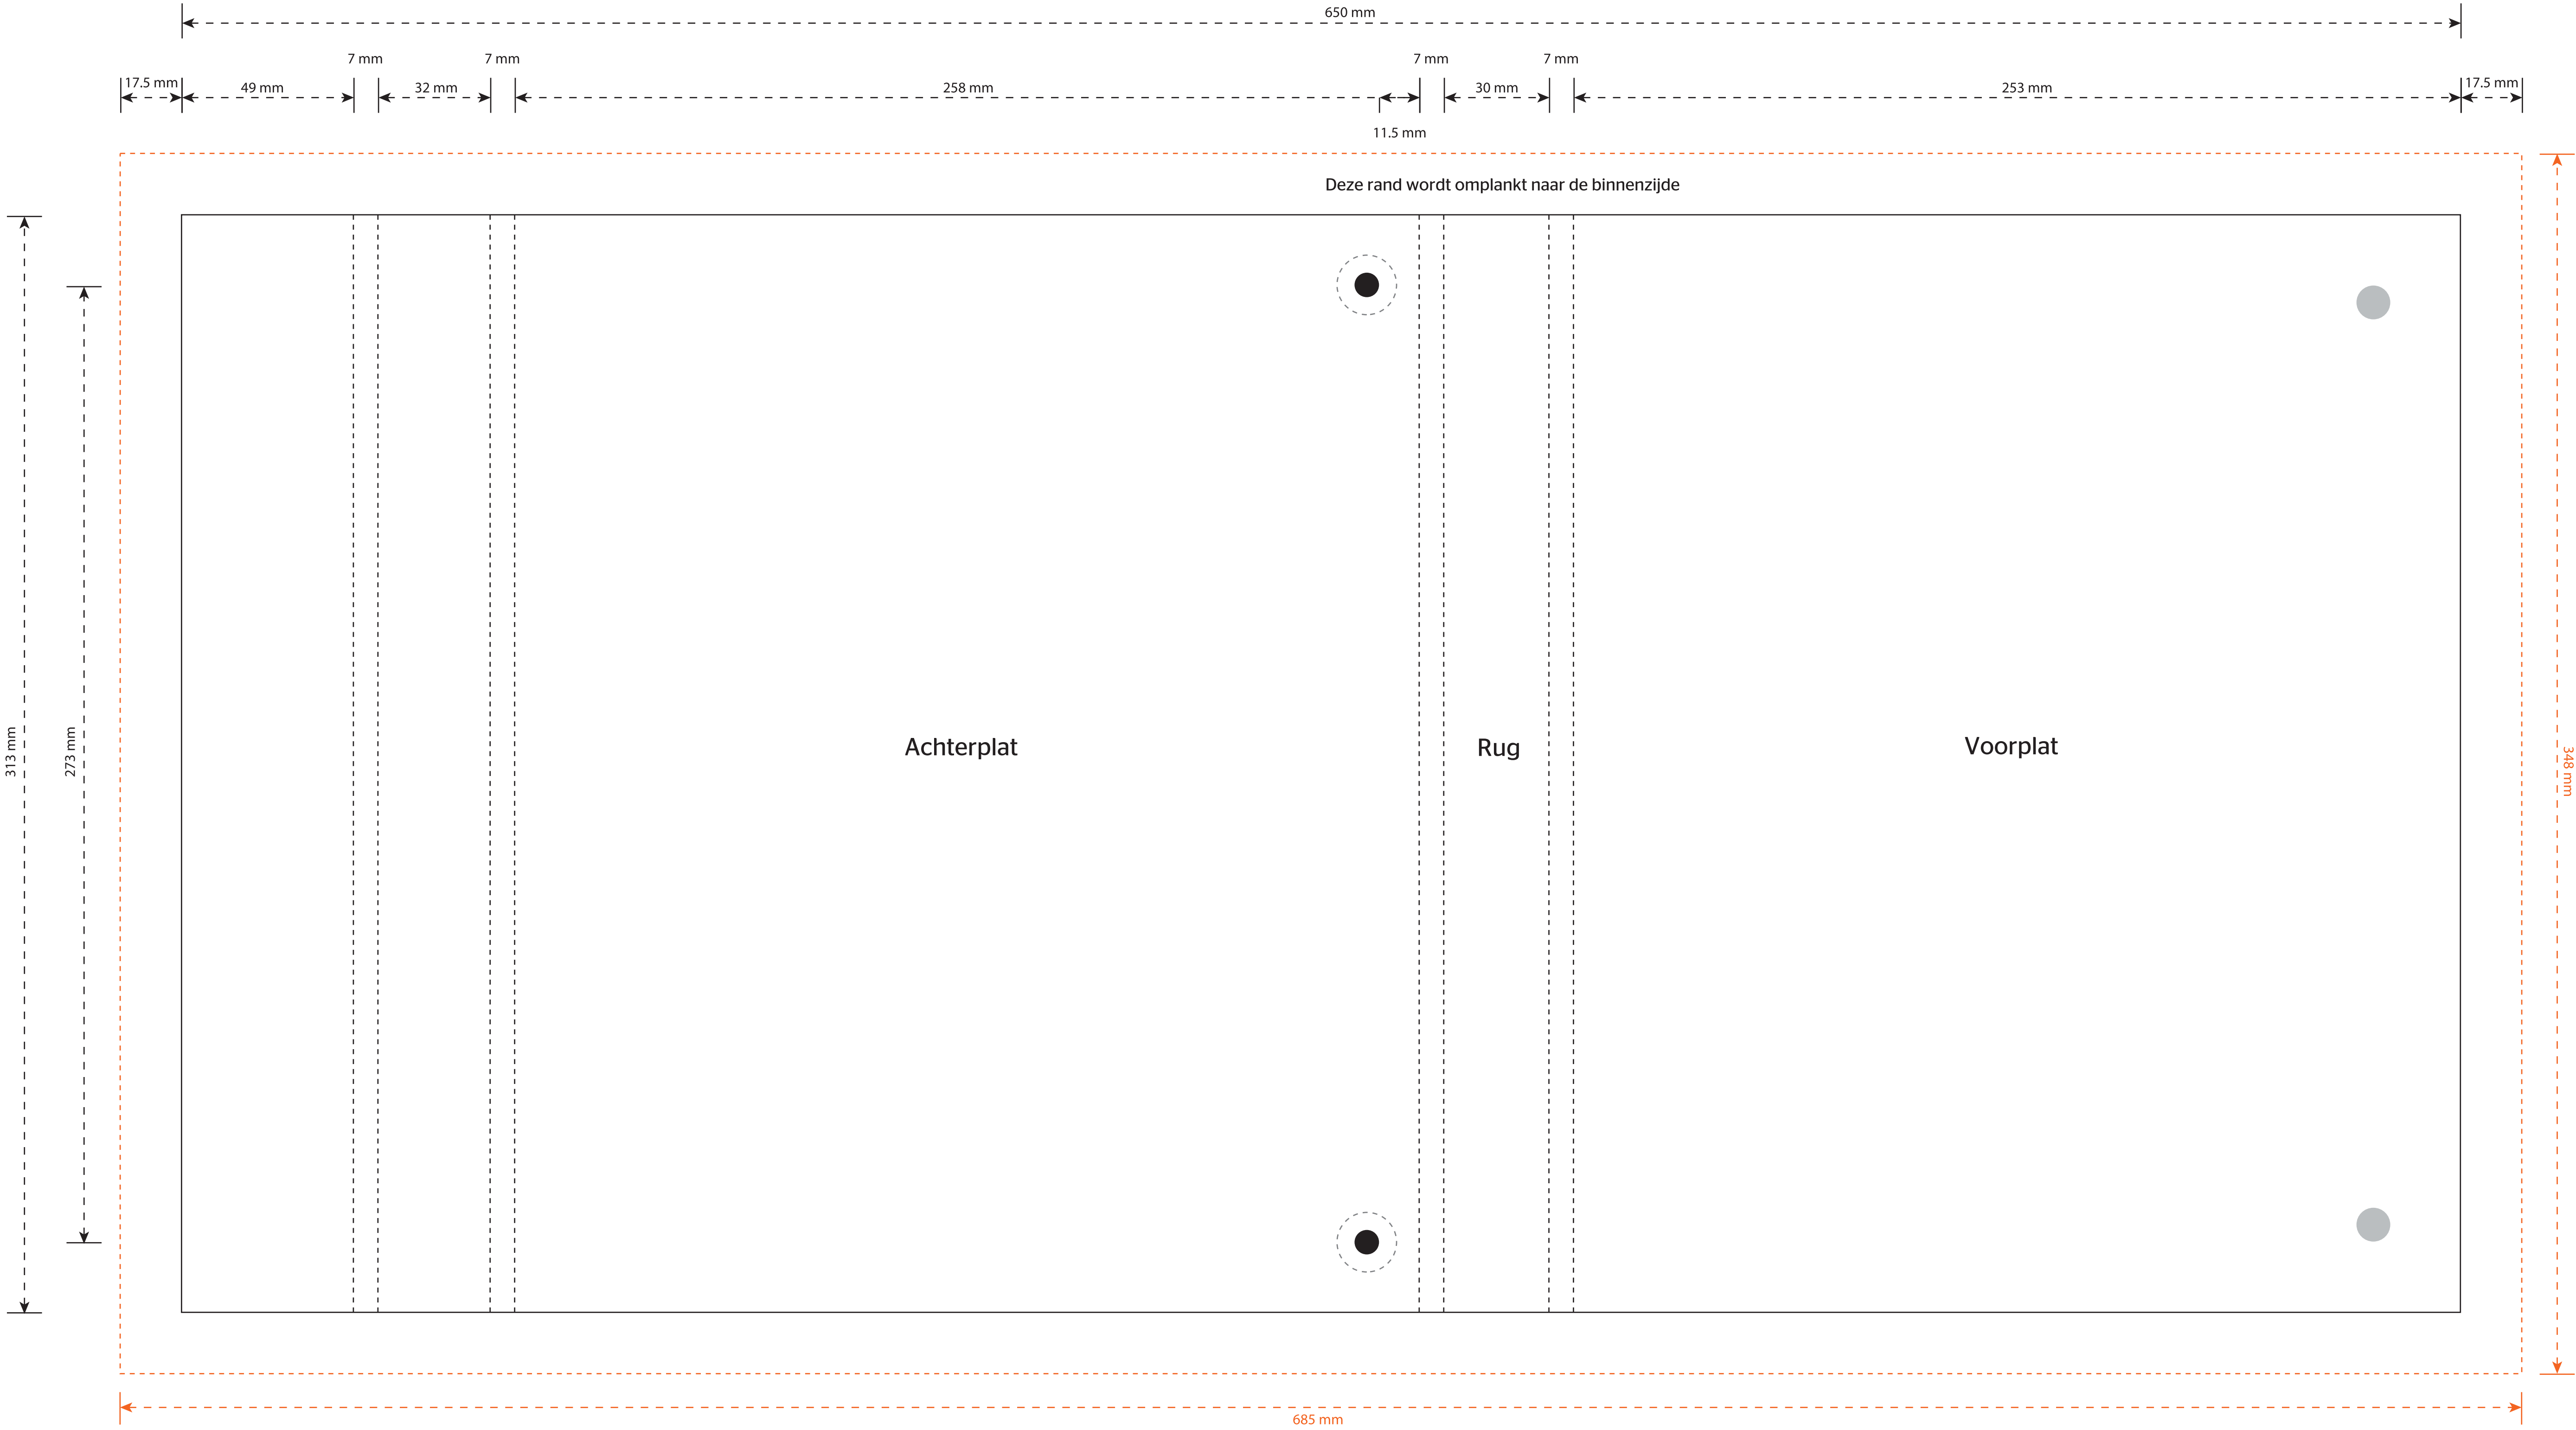 650 mm
7 mm
7 mm
7 mm
7 mm
17.5 mm
49 mm
32 mm
258 mm
30 mm
253 mm
17.5 mm
11.5 mm
Deze rand wordt omplankt naar de binnenzijde
313 mm
273 mm
Achterplat
Rug
Voorplat
348 mm
685 mm